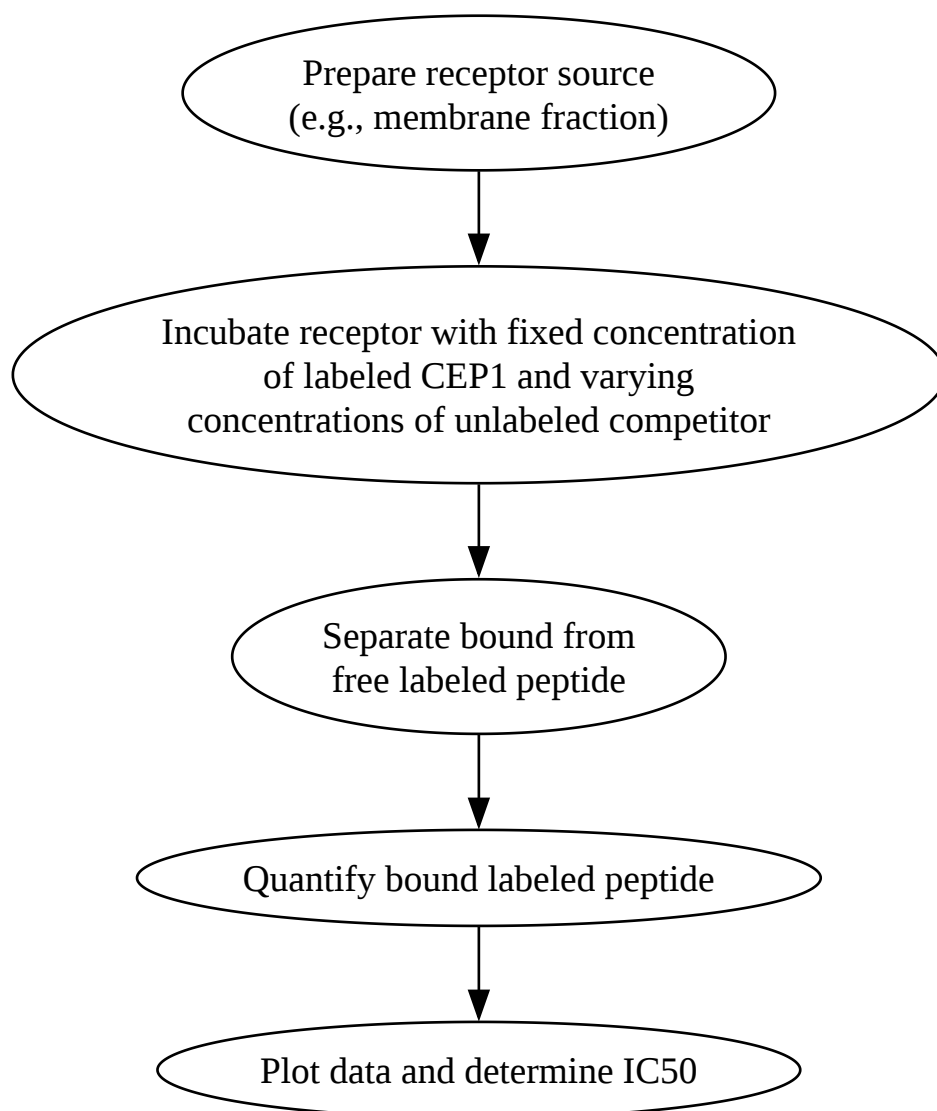 Prepare receptor source
(e.g., membrane fraction)
Incubate receptor with fixed concentration
of labeled CEP1 and varying
concentrations of unlabeled competitor
Separate bound from
free labeled peptide
Quantify bound labeled peptide
Plot data and determine IC50